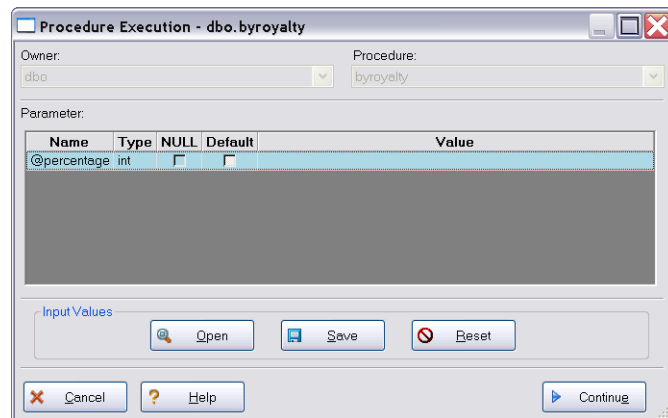 Procedure Execution - dbo.byroyalty
Owner: Procedure:
dbo byroyalty
Parameter:
Name Type NULL Default Value
@percentage int
Input Values
Open Save Reset
Cancel Help Continue